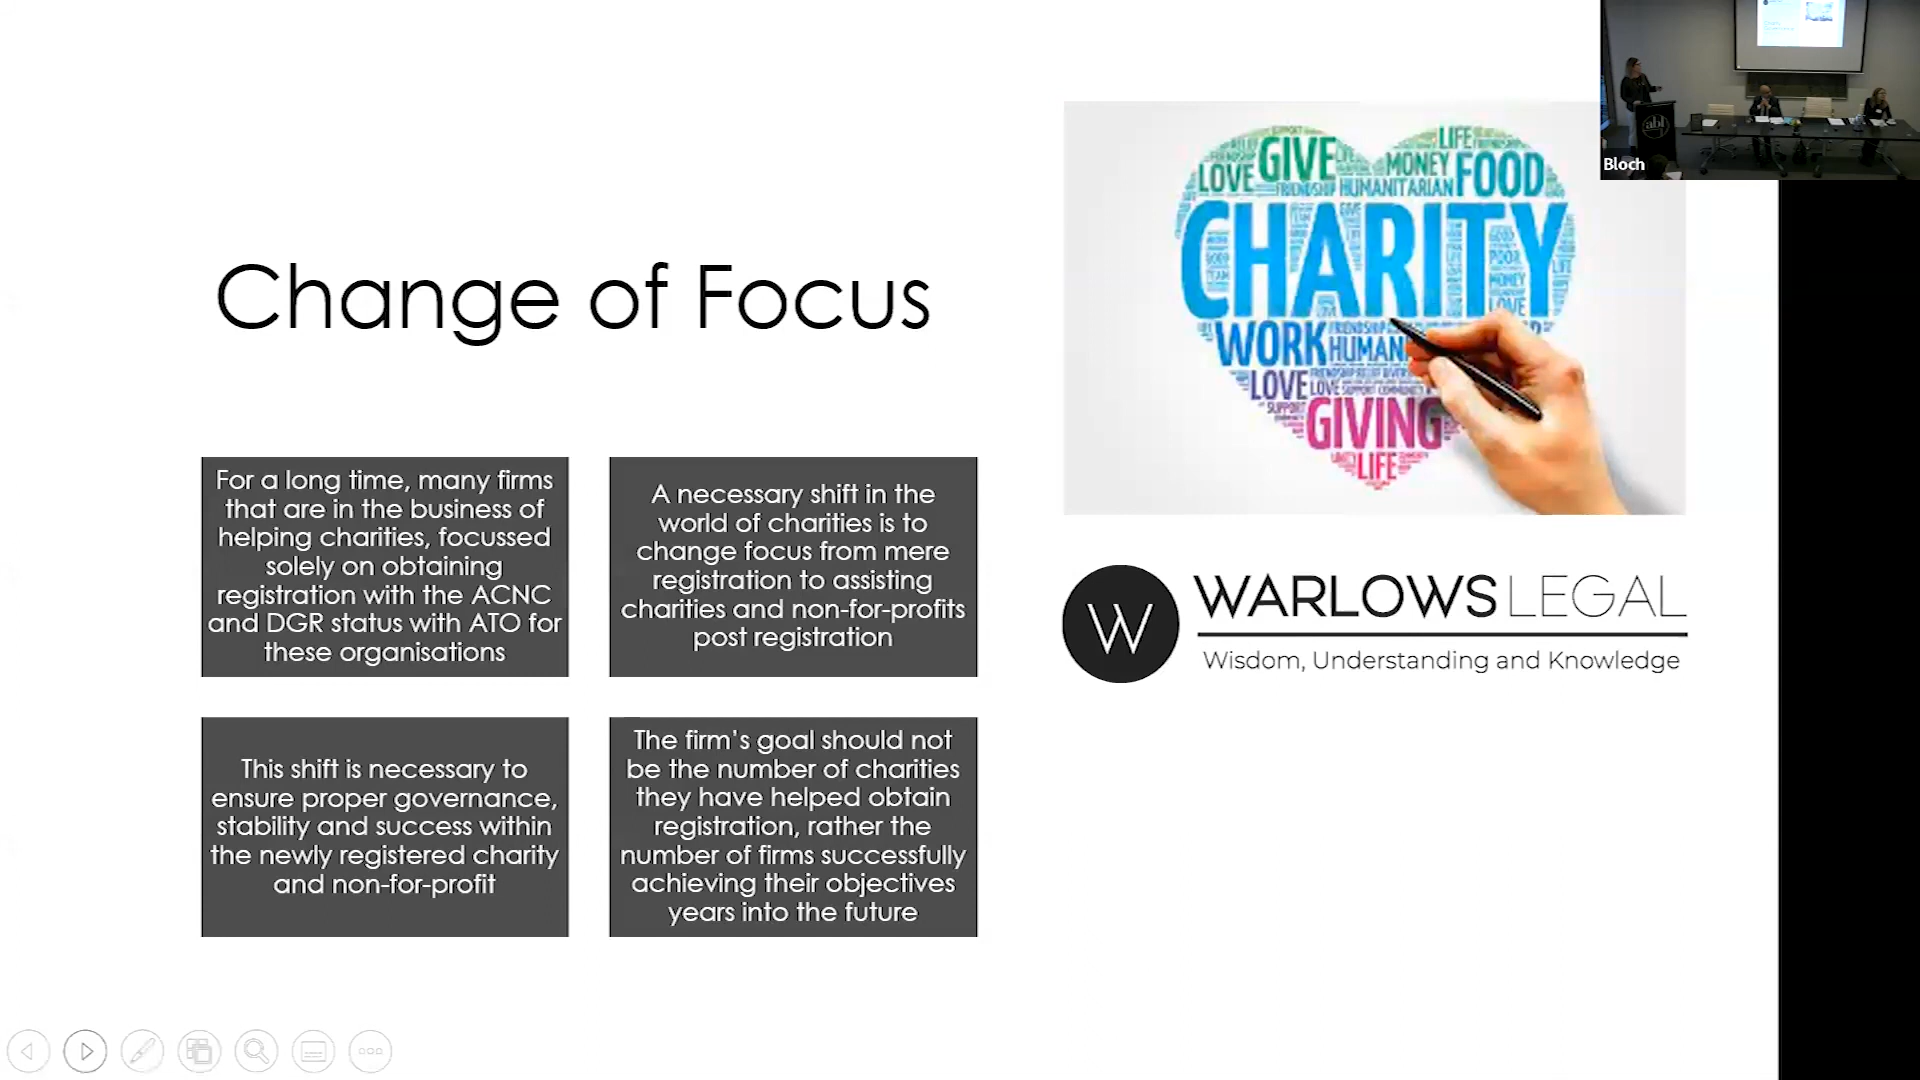 Change of Focus
For a long time, many firms
that are in the business of
helping charities, focussed
solely on obtaining
registration with the ACNC
and DGR status with ATO for
these organisations
A necessary shift in the
world of charities is to
change focus from mere
registration to assisting
charities and non-for-profits
post registration
This shift is necessary to
ensure proper governance,
stability and success within
the newly registered charity
and non-for-profit
The firm's goal should not
be the number of charities
they have helped obtain
registration, rather the
number of firms successfully
achieving their objectives
years into the future
LOVE GIVE MONEY LIFE FOOD
FRIENDSHIP HUMANITARIAN
CHARITY
WORK
LOVE LOVE SUPPORT COMMUNITY
GIVING
LIFE
W WARLOWS LEGAL
Wisdom, Understanding and Knowledge
abl
Bloch